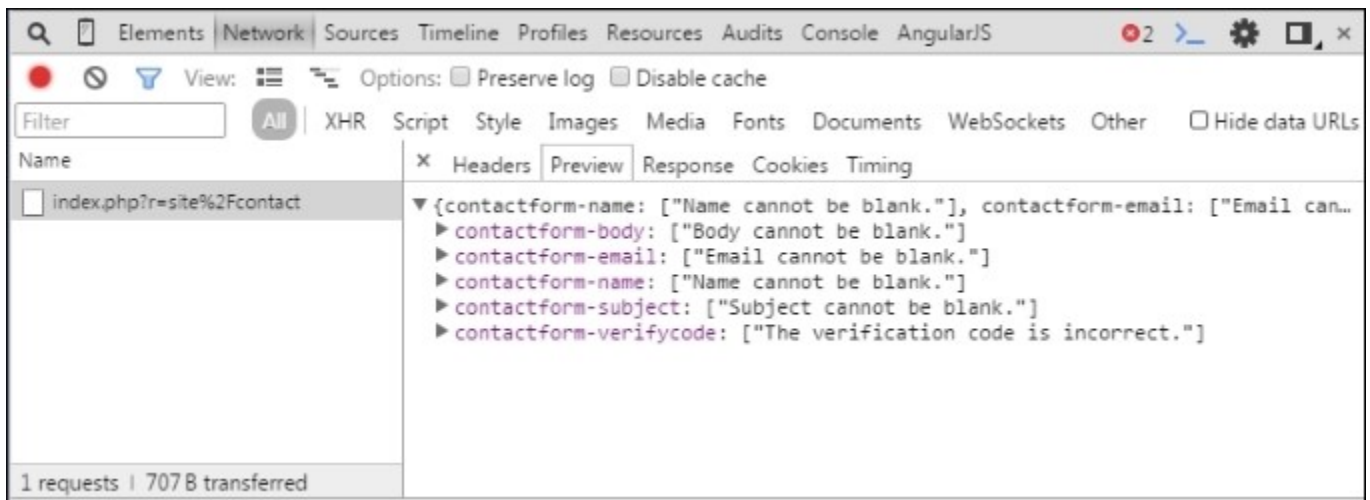 Elements Network Sources Timeline Profiles Resources Audits Console AngularJS 2
View: Options: Preserve log Disable cache
Filter All XHR Script Style Images Media Fonts Documents WebSockets Other Hide data URLs
Name × Headers Preview Response Cookies Timing
index.php?r=site%2Fcontact
{contactform-name: ["Name cannot be blank."], contactform-email: ["Email can…
contactform-body: ["Body cannot be blank."]
contactform-email: ["Email cannot be blank."]
contactform-name: ["Name cannot be blank."]
contactform-subject: ["Subject cannot be blank."]
contactform-verifycode: ["The verification code is incorrect."]
1 requests | 707 B transferred